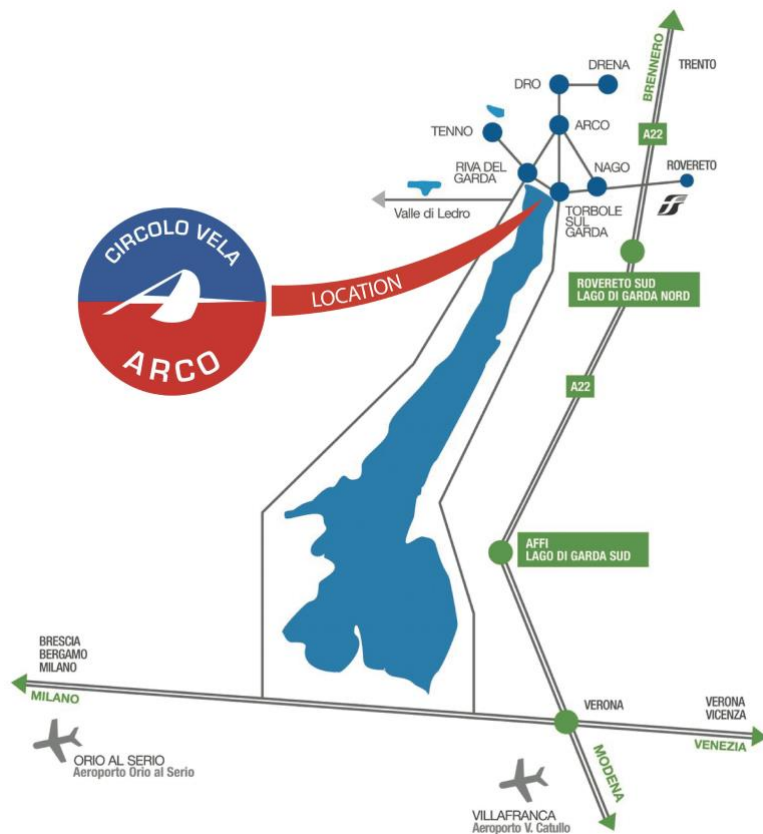 BRENNERO
TRENTO
DRENA
DRO
A22
ARCO
TENNO
RIVA DEL
GARDA
NAGO
ROVERETO
Valle di Ledro
TORBOLE
SUL
GARDA
CIRCOLO VELA
ARCO
LOCATION
ROVERETO SUD
LAGO DI GARDA NORD
A22
AFFI
LAGO DI GARDA SUD
BRESCIA
BERGAMO
MILANO
MILANO
VERONA
VERONA
VICENZA
VENEZIA
MODENA
ORIO AL SERIO
Aeroporto Orio al Serio
VILLAFRANCA
Aeroporto V. Catullo